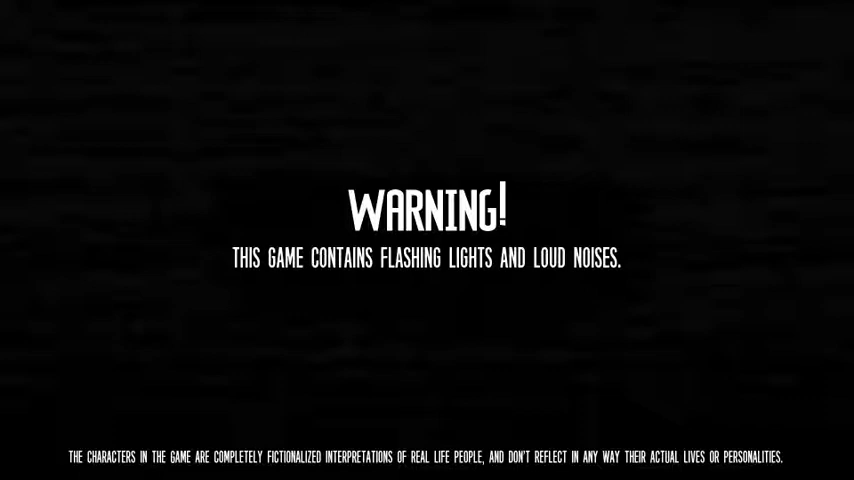 WARNING!
THIS GAME CONTAINS FLASHING LIGHTS AND LOUD NOISES.
THE CHARACTERS IN THE GAME ARE COMPLETELY FICTIONALIZED INTERPRETATIONS OF REAL LIFE PEOPLE, AND DON'T REFLECT IN ANY WAY THEIR ACTUAL LIVES OR PERSONALITIES.